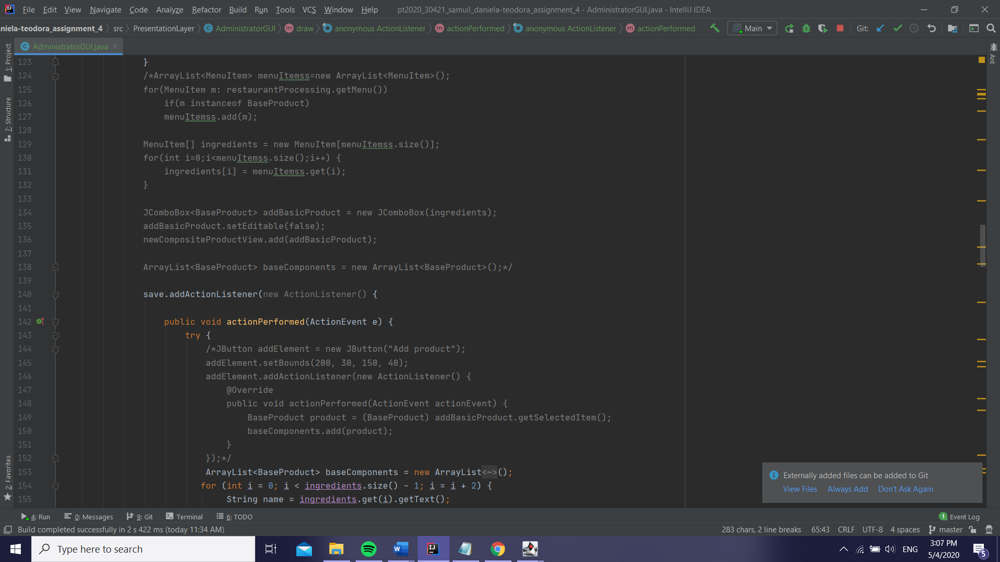 File Edit View Navigate Code Analyze Refactor Build Run Tools VCS Window Help pt2020_30421_samuil_daniela-teodora_assignment_4 - AdministratorGUI.java - IntelliJ IDEA
niela-teodora_assignment_4 src PresentationLayer AdministratorGUI draw anonymous ActionListener actionPerformed anonymous ActionListener actionPerformed Main Git:
AdministratorGUI.java
1: Project
7: Structure
2: Favorites
Ant
123 }
124 /*ArrayList<MenuItem> menuItemss=new ArrayList<MenuItem>();
125 for(MenuItem m: restaurantProcessing.getMenu())
126 if(m instanceof BaseProduct)
127 menuItemss.add(m);
128
129 MenuItem[] ingredients = new MenuItem[menuItemss.size()];
130 for(int i=0;i<menuItemss.size();i++) {
131 ingredients[i] = menuItemss.get(i);
132 }
133
134 JComboBox<BaseProduct> addBasicProduct = new JComboBox(ingredients);
135 addBasicProduct.setEditable(false);
136 newCompositeProductView.add(addBasicProduct);
137
138 ArrayList<BaseProduct> baseComponents = new ArrayList<BaseProduct>();*/
139
140 save.addActionListener(new ActionListener() {
141
142 public void actionPerformed(ActionEvent e) {
143 try {
144 /*JButton addElement = new JButton("Add product");
145 addElement.setBounds(200, 30, 150, 40);
146 addElement.addActionListener(new ActionListener() {
147 @Override
148 public void actionPerformed(ActionEvent actionEvent) {
149 BaseProduct product = (BaseProduct) addBasicProduct.getSelectedItem();
150 baseComponents.add(product);
151 }
152 });*/
153 ArrayList<BaseProduct> baseComponents = new ArrayList<~>();
154 for (int i = 0; i < ingredients.size() - 1; i = i + 2) {
155 String name = ingredients.get(i).getText();
Externally added files can be added to Git
View Files Always Add Don't Ask Again
4: Run 0: Messages 9: Git Terminal 6: TODO 1 Event Log
Build completed successfully in 2 s 422 ms (today 11:34 AM) 283 chars, 2 line breaks 65:43 CRLF UTF-8 4 spaces master
Type here to search ENG 3:07 PM
5/4/2020 5